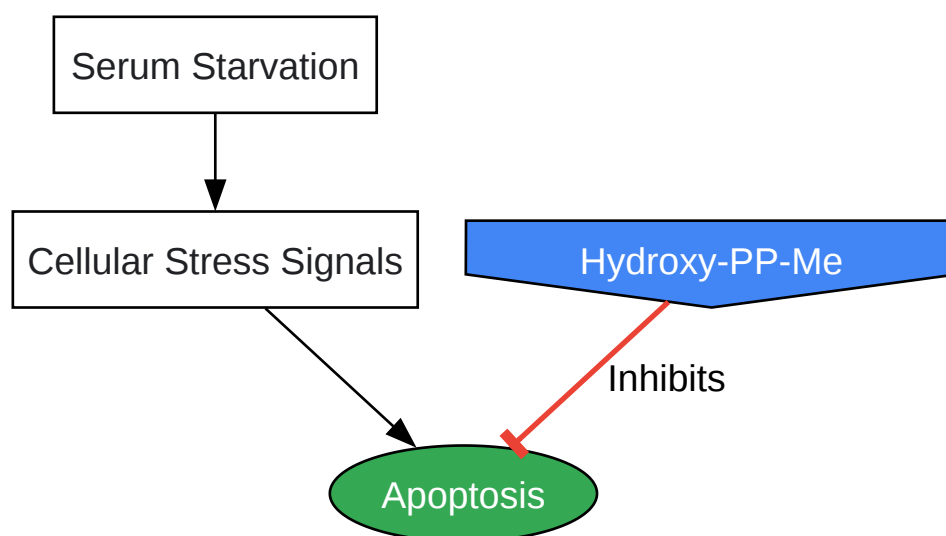 Serum Starvation
Cellular Stress Signals
Hydroxy-PP-Me
Inhibits
Apoptosis